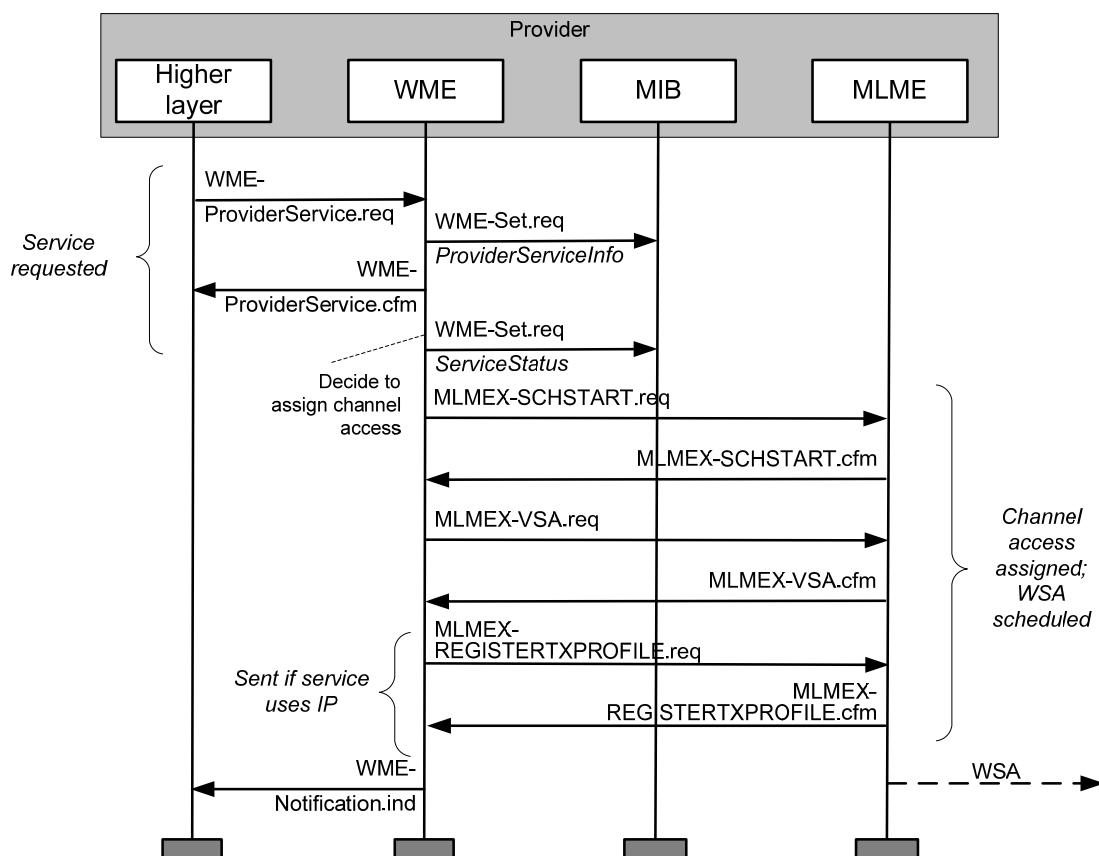 Provider
Higher
layer
WME
MIB
MLME
WME-
ProviderService.req
Service
requested
WME-Set.req
ProviderServiceInfo
WME-
ProviderService.cfm
WME-Set.req
ServiceStatus
Decide to
assign channel
access
MLMEX-SCHSTART.req
MLMEX-SCHSTART.cfm
MLMEX-VSA.req
MLMEX-VSA.cfm
Channel
access
assigned;
WSA
scheduled
MLMEX-
REGISTERTXPROFILE.req
Sent if service
uses IP
MLMEX-
REGISTERTXPROFILE.cfm
WME-
Notification.ind
WSA